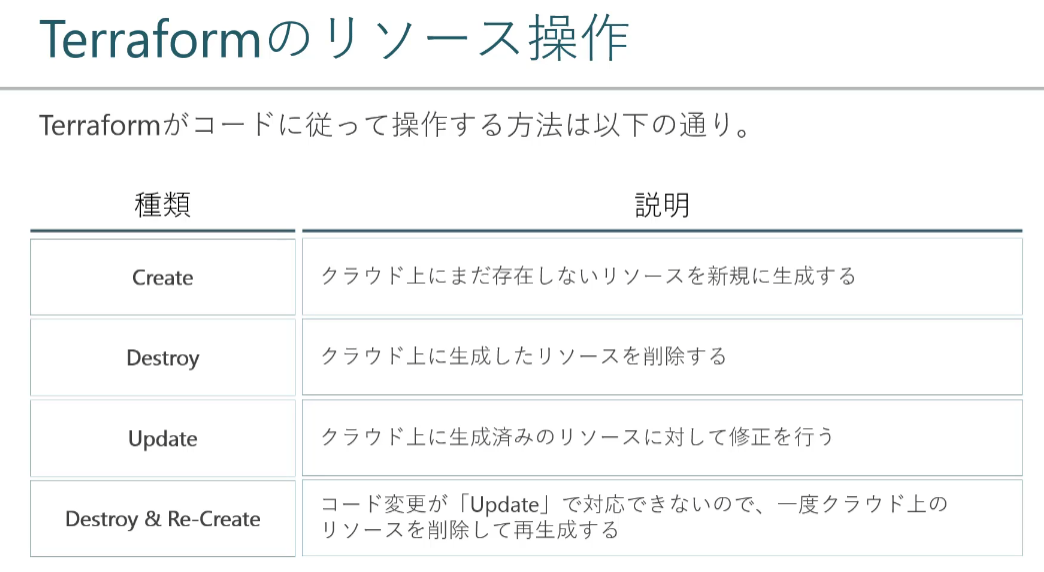 Terraformのリソース操作
Terraformがコードに従って操作する方法は以下の通り。
種類 説明
Create クラウド上にまだ存在しないリソースを新規に生成する
Destroy クラウド上に生成したリソースを削除する
Update クラウド上に生成済みのリソースに対して修正を行う
Destroy & Re-Create コード変更が「Update」で対応できないので、一度クラウド上の
リソースを削除して再生成する